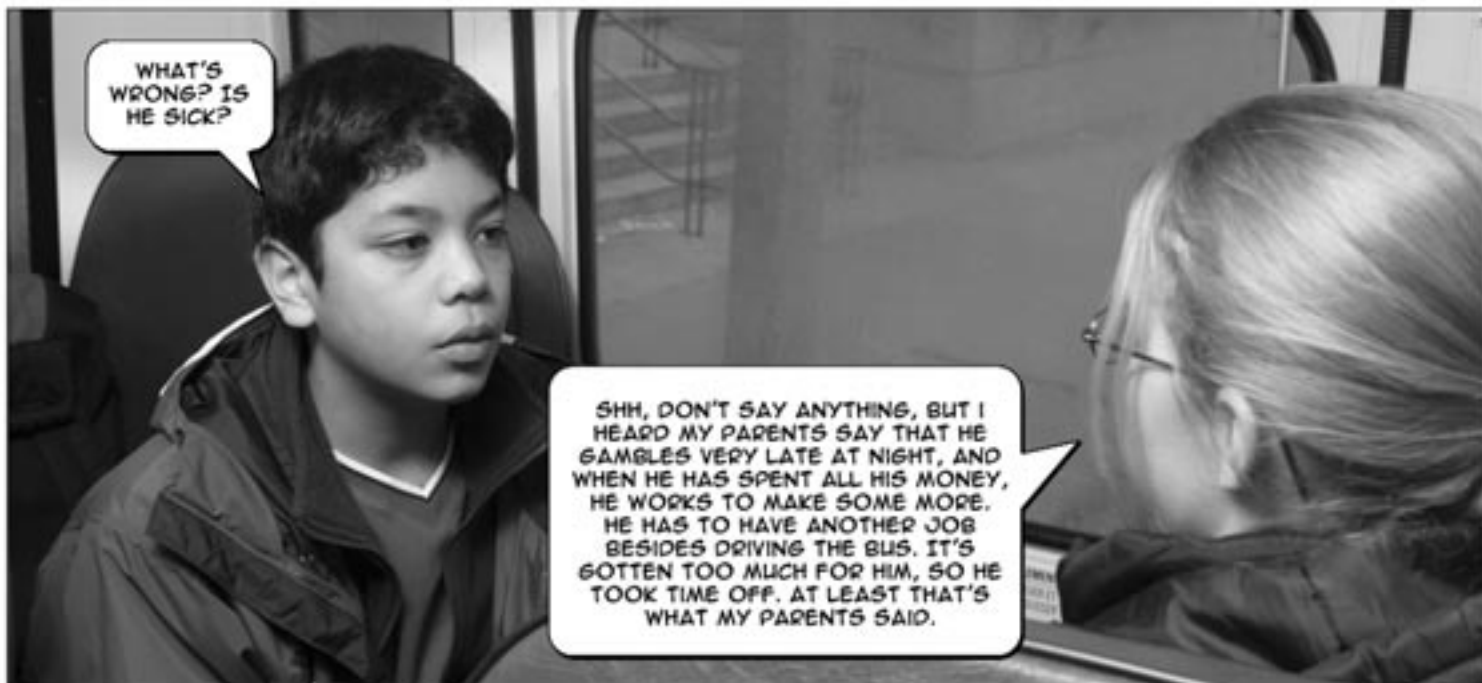 WHAT'S
WRONG? IS
HE SICK?
SHH, DON'T SAY ANYTHING, BUT I
HEARD MY PARENTS SAY THAT HE
GAMBLES VERY LATE AT NIGHT, AND
WHEN HE HAS SPENT ALL HIS MONEY,
HE WORKS TO MAKE SOME MORE.
HE HAS TO HAVE ANOTHER JOB
BESIDES DRIVING THE BUS. IT'S
GOTTEN TOO MUCH FOR HIM, SO HE
TOOK TIME OFF. AT LEAST THAT'S
WHAT MY PARENTS SAID.